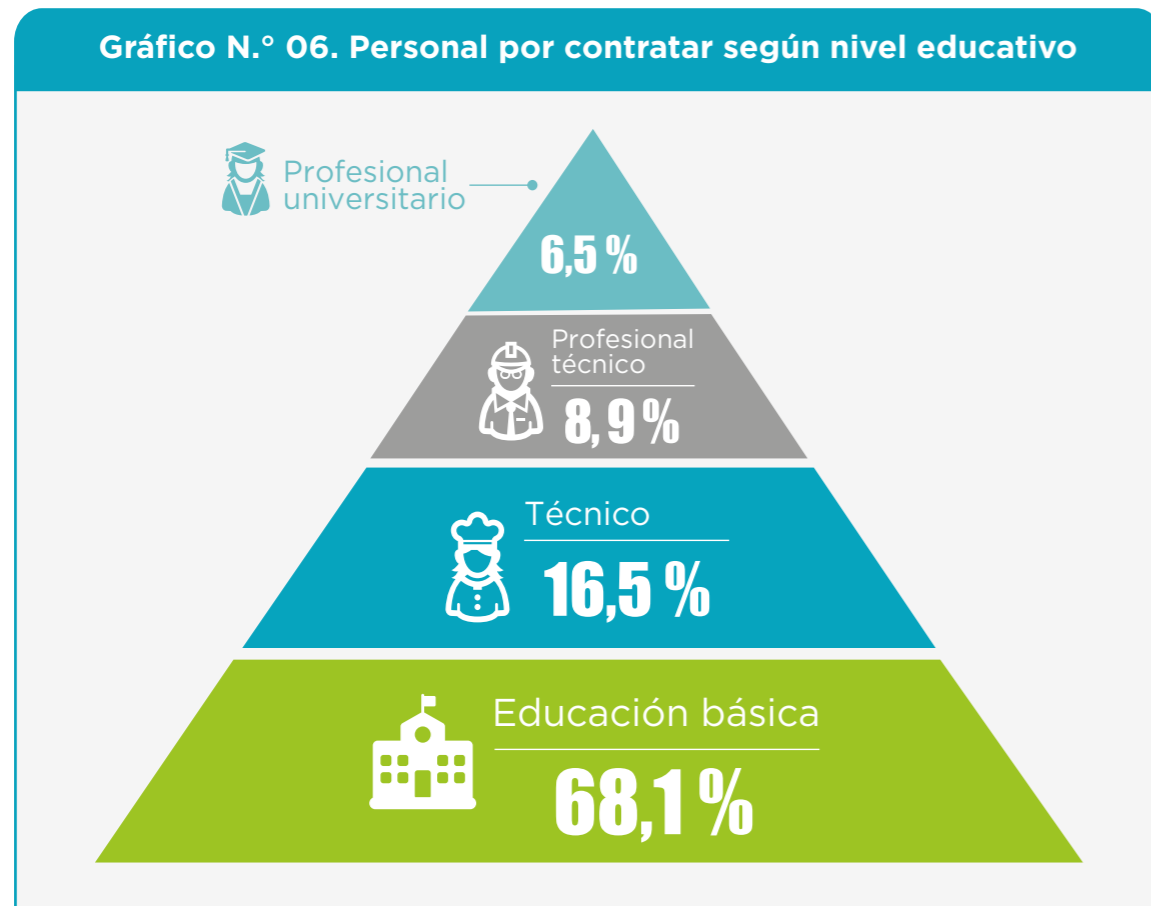 Gráfico N.° 06. Personal por contratar según nivel educativo
Profesional
universitario
6,5 %
Profesional
técnico
8, 9 %
Técnico
16,5 %
Educación básica
68,1 %